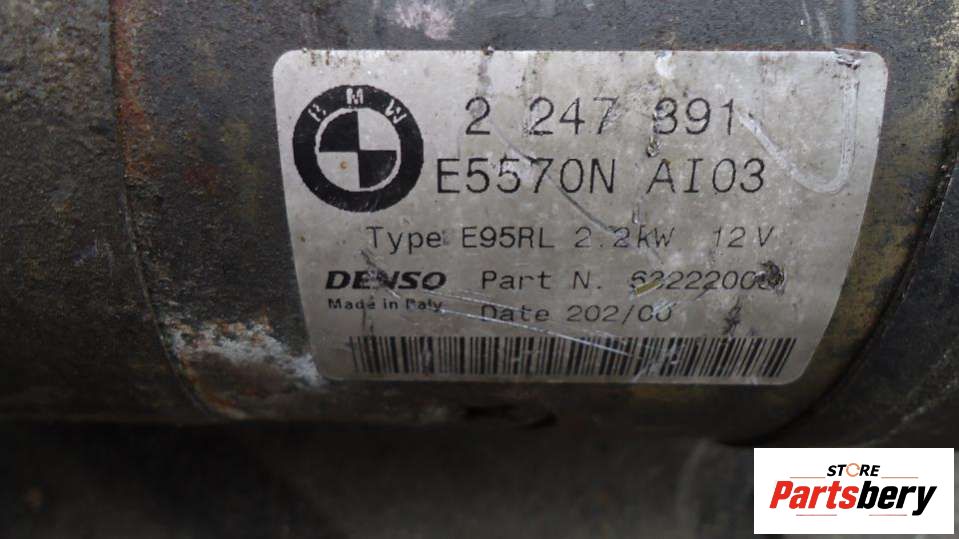 BMW
2 247 391
E5570N AI03
Type E95RL 2.2kW 12V
DENSO Part N.
Made in Italy
Date 202/00
STORE
Partsbery